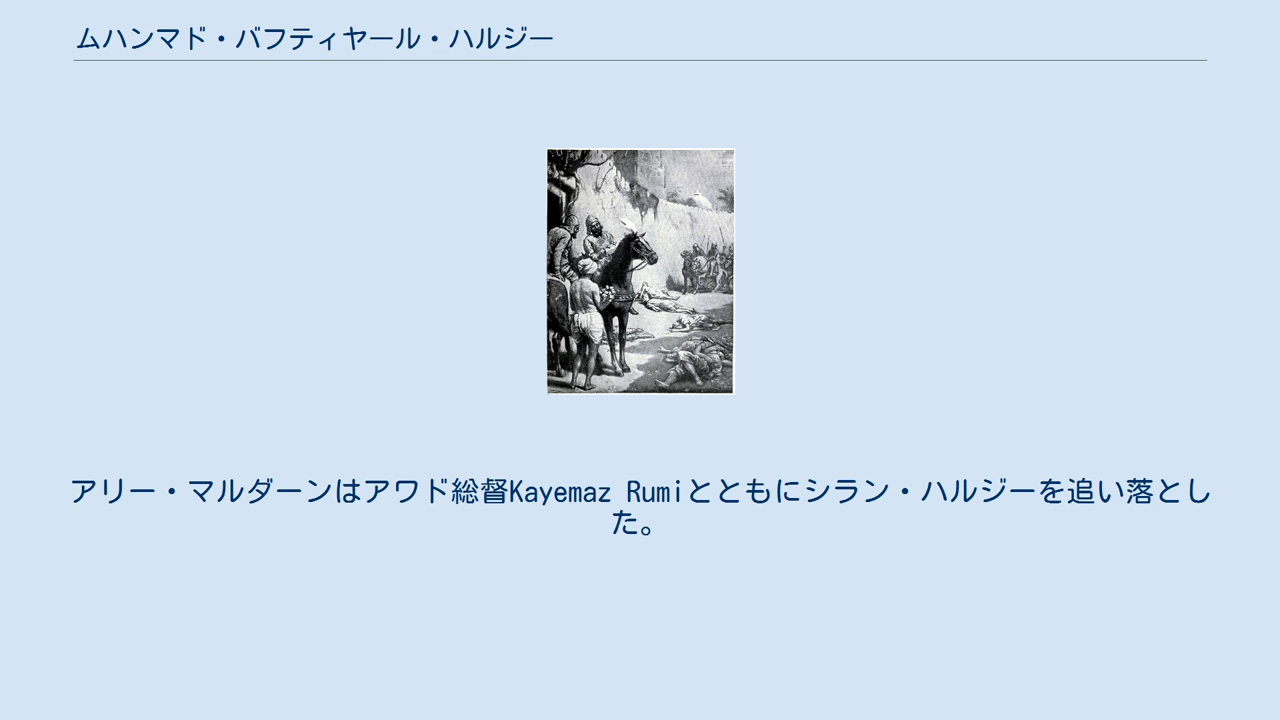 ムハンマド・バフティヤール・ハルジー
アリー・マルダーンはアワド総督Kayemaz Rumiとともにシラン・ハルジーを追い落とし
た。